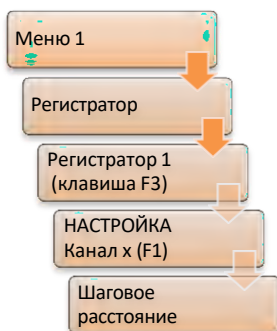 Меню 1
Регистратор
Регистратор 1
(клавиша F3)
НАСТРОЙКА
Канал x (F1)
Шаговое
расстояние